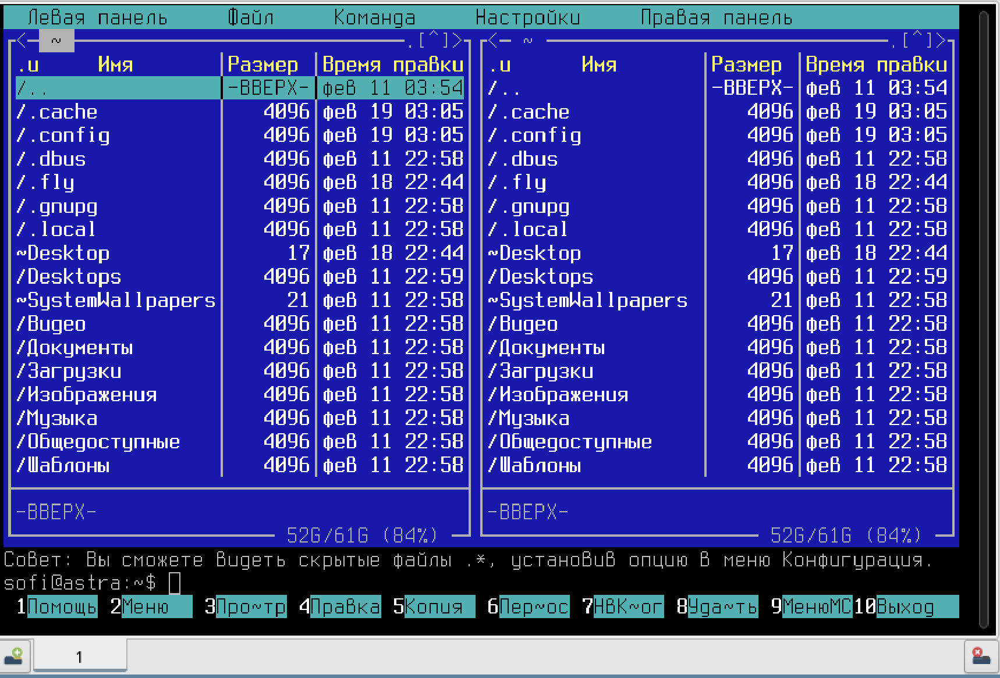 Левая панель Файл Команда Настройки Правая панель
<─ ~ .[^]> <─ ~ .[^]>
.и Имя Размер Время правки .и Имя Размер Время правки
/.. -ВВЕРХ- фев 11 03:54 /.. -ВВЕРХ- фев 11 03:54
/.cache 4096 фев 19 03:05 /.cache 4096 фев 19 03:05
/.config 4096 фев 19 03:05 /.config 4096 фев 19 03:05
/.dbus 4096 фев 11 22:58 /.dbus 4096 фев 11 22:58
/.fly 4096 фев 18 22:44 /.fly 4096 фев 18 22:44
/.gnupg 4096 фев 11 22:58 /.gnupg 4096 фев 11 22:58
/.local 4096 фев 11 22:58 /.local 4096 фев 11 22:58
~Desktop 17 фев 18 22:44 ~Desktop 17 фев 18 22:44
/Desktops 4096 фев 11 22:59 /Desktops 4096 фев 11 22:59
~SystemWallpapers 21 фев 11 22:58 ~SystemWallpapers 21 фев 11 22:58
/Видео 4096 фев 11 22:58 /Видео 4096 фев 11 22:58
/Документы 4096 фев 11 22:58 /Документы 4096 фев 11 22:58
/Загрузки 4096 фев 11 22:58 /Загрузки 4096 фев 11 22:58
/Изображения 4096 фев 11 22:58 /Изображения 4096 фев 11 22:58
/Музыка 4096 фев 11 22:58 /Музыка 4096 фев 11 22:58
/Общедоступные 4096 фев 11 22:58 /Общедоступные 4096 фев 11 22:58
/Шаблоны 4096 фев 11 22:58 /Шаблоны 4096 фев 11 22:58
-ВВЕРХ- -ВВЕРХ-
52G/61G (84%) 52G/61G (84%)
Совет: Вы сможете видеть скрытые файлы .*, установив опцию в меню Конфигурация.
sofi@astra:~$
1Помощь 2Меню 3Про~тр 4Правка 5Копия 6Пер~ос 7НВК~ог 8Уда~ть 9МенюМС 10Выход
1